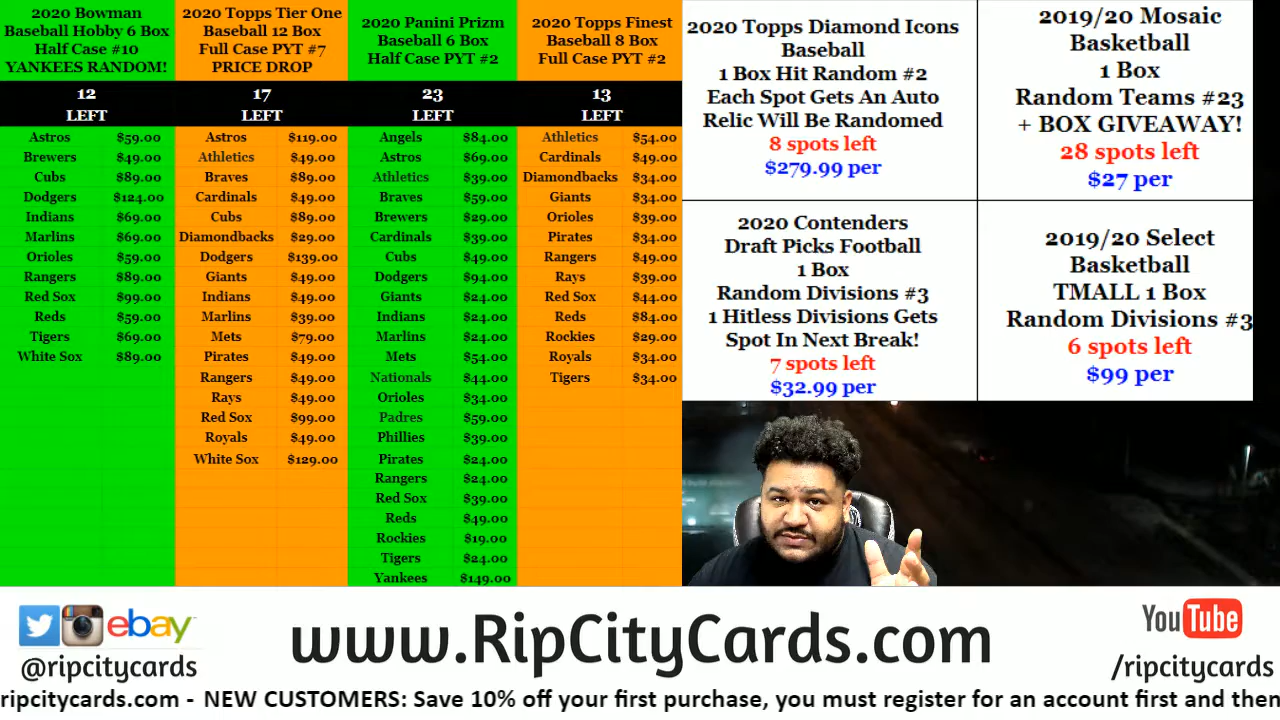 2020 Bowman
Baseball Hobby 6 Box
Half Case #10
YANKEES RANDOM!
12
LEFT
Astros $59.00
Brewers $49.00
Cubs $89.00
Dodgers $124.00
Indians $69.00
Marlins $69.00
Orioles $59.00
Rangers $89.00
Red Sox $99.00
Reds $59.00
Tigers $69.00
White Sox $89.00
2020 Topps Tier One
Baseball 12 Box
Full Case PYT #7
PRICE DROP
17
LEFT
Astros $119.00
Athletics $49.00
Braves $89.00
Cardinals $49.00
Cubs $89.00
Diamondbacks $29.00
Dodgers $139.00
Giants $49.00
Indians $49.00
Marlins $39.00
Mets $79.00
Pirates $49.00
Rangers $49.00
Rays $49.00
Red Sox $99.00
Royals $49.00
White Sox $129.00
2020 Panini Prizm
Baseball 6 Box
Half Case PYT #2
23
LEFT
Angels $84.00
Astros $69.00
Athletics $39.00
Braves $59.00
Brewers $29.00
Cardinals $39.00
Cubs $49.00
Dodgers $94.00
Giants $24.00
Indians $24.00
Marlins $24.00
Mets $54.00
Nationals $44.00
Orioles $34.00
Padres $59.00
Phillies $39.00
Pirates $24.00
Rangers $24.00
Red Sox $39.00
Reds $49.00
Rockies $19.00
Tigers $24.00
Yankees $149.00
2020 Topps Finest
Baseball 8 Box
Full Case PYT #2
13
LEFT
Athletics $54.00
Cardinals $49.00
Diamondbacks $34.00
Giants $34.00
Orioles $39.00
Pirates $34.00
Rangers $49.00
Rays $39.00
Red Sox $44.00
Reds $84.00
Rockies $29.00
Royals $34.00
Tigers $34.00
2020 Topps Diamond Icons
Baseball
1 Box Hit Random #2
Each Spot Gets An Auto
Relic Will Be Randomed
8 spots left
$279.99 per
2019/20 Mosaic
Basketball
1 Box
Random Teams #23
+ BOX GIVEAWAY!
28 spots left
$27 per
2020 Contenders
Draft Picks Football
1 Box
Random Divisions #3
1 Hitless Divisions Gets
Spot In Next Break!
7 spots left
$32.99 per
2019/20 Select
Basketball
TMALL 1 Box
Random Divisions #3
6 spots left
$99 per
ebay
@ripcitycards
www.RipCityCards.com
YouTube
/ripcitycards
ripcitycards.com - NEW CUSTOMERS: Save 10% off your first purchase, you must register for an account first and then